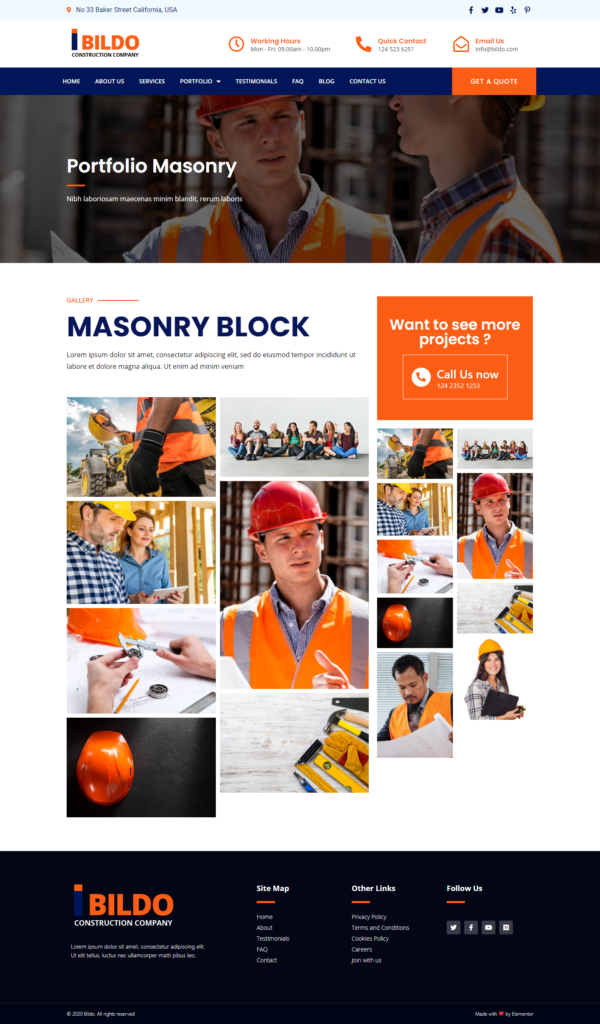 No 33 Baker Street California, USA
BILDO
CONSTRUCTION COMPANY
Working Hours
Mon - Fri: 09.00am - 10.00pm
Quick Contact
124 523 6251
Email Us
info@bildo.com
HOME ABOUT US SERVICES PORTFOLIO TESTIMONIALS FAQ BLOG CONTACT US
GET A QUOTE
Portfolio Masonry
Nibh laboriosam maecenas minim blandit, rerum laboris
GALLERY
MASONRY BLOCK
Lorem ipsum dolor sit amet, consectetur adipiscing elit, sed do eiusmod tempor incididunt ut
labore et dolore magna aliqua. Ut enim ad minim veniam
Want to see more
projects ?
Call Us now
124 2352 1253
BILDO
CONSTRUCTION COMPANY
Lorem ipsum dolor sit amet, consectetur adipiscing elit.
Ut elit tellus, luctus nec ullamcorper matti pibus leo.
Site Map
Home
About
Testimonials
FAQ
Contact
Other Links
Privacy Policy
Terms and Conditions
Cookies Policy
Careers
Join with us
Follow Us
© 2020 Bildo. All rights reserved
Made with ❤ by Elementor